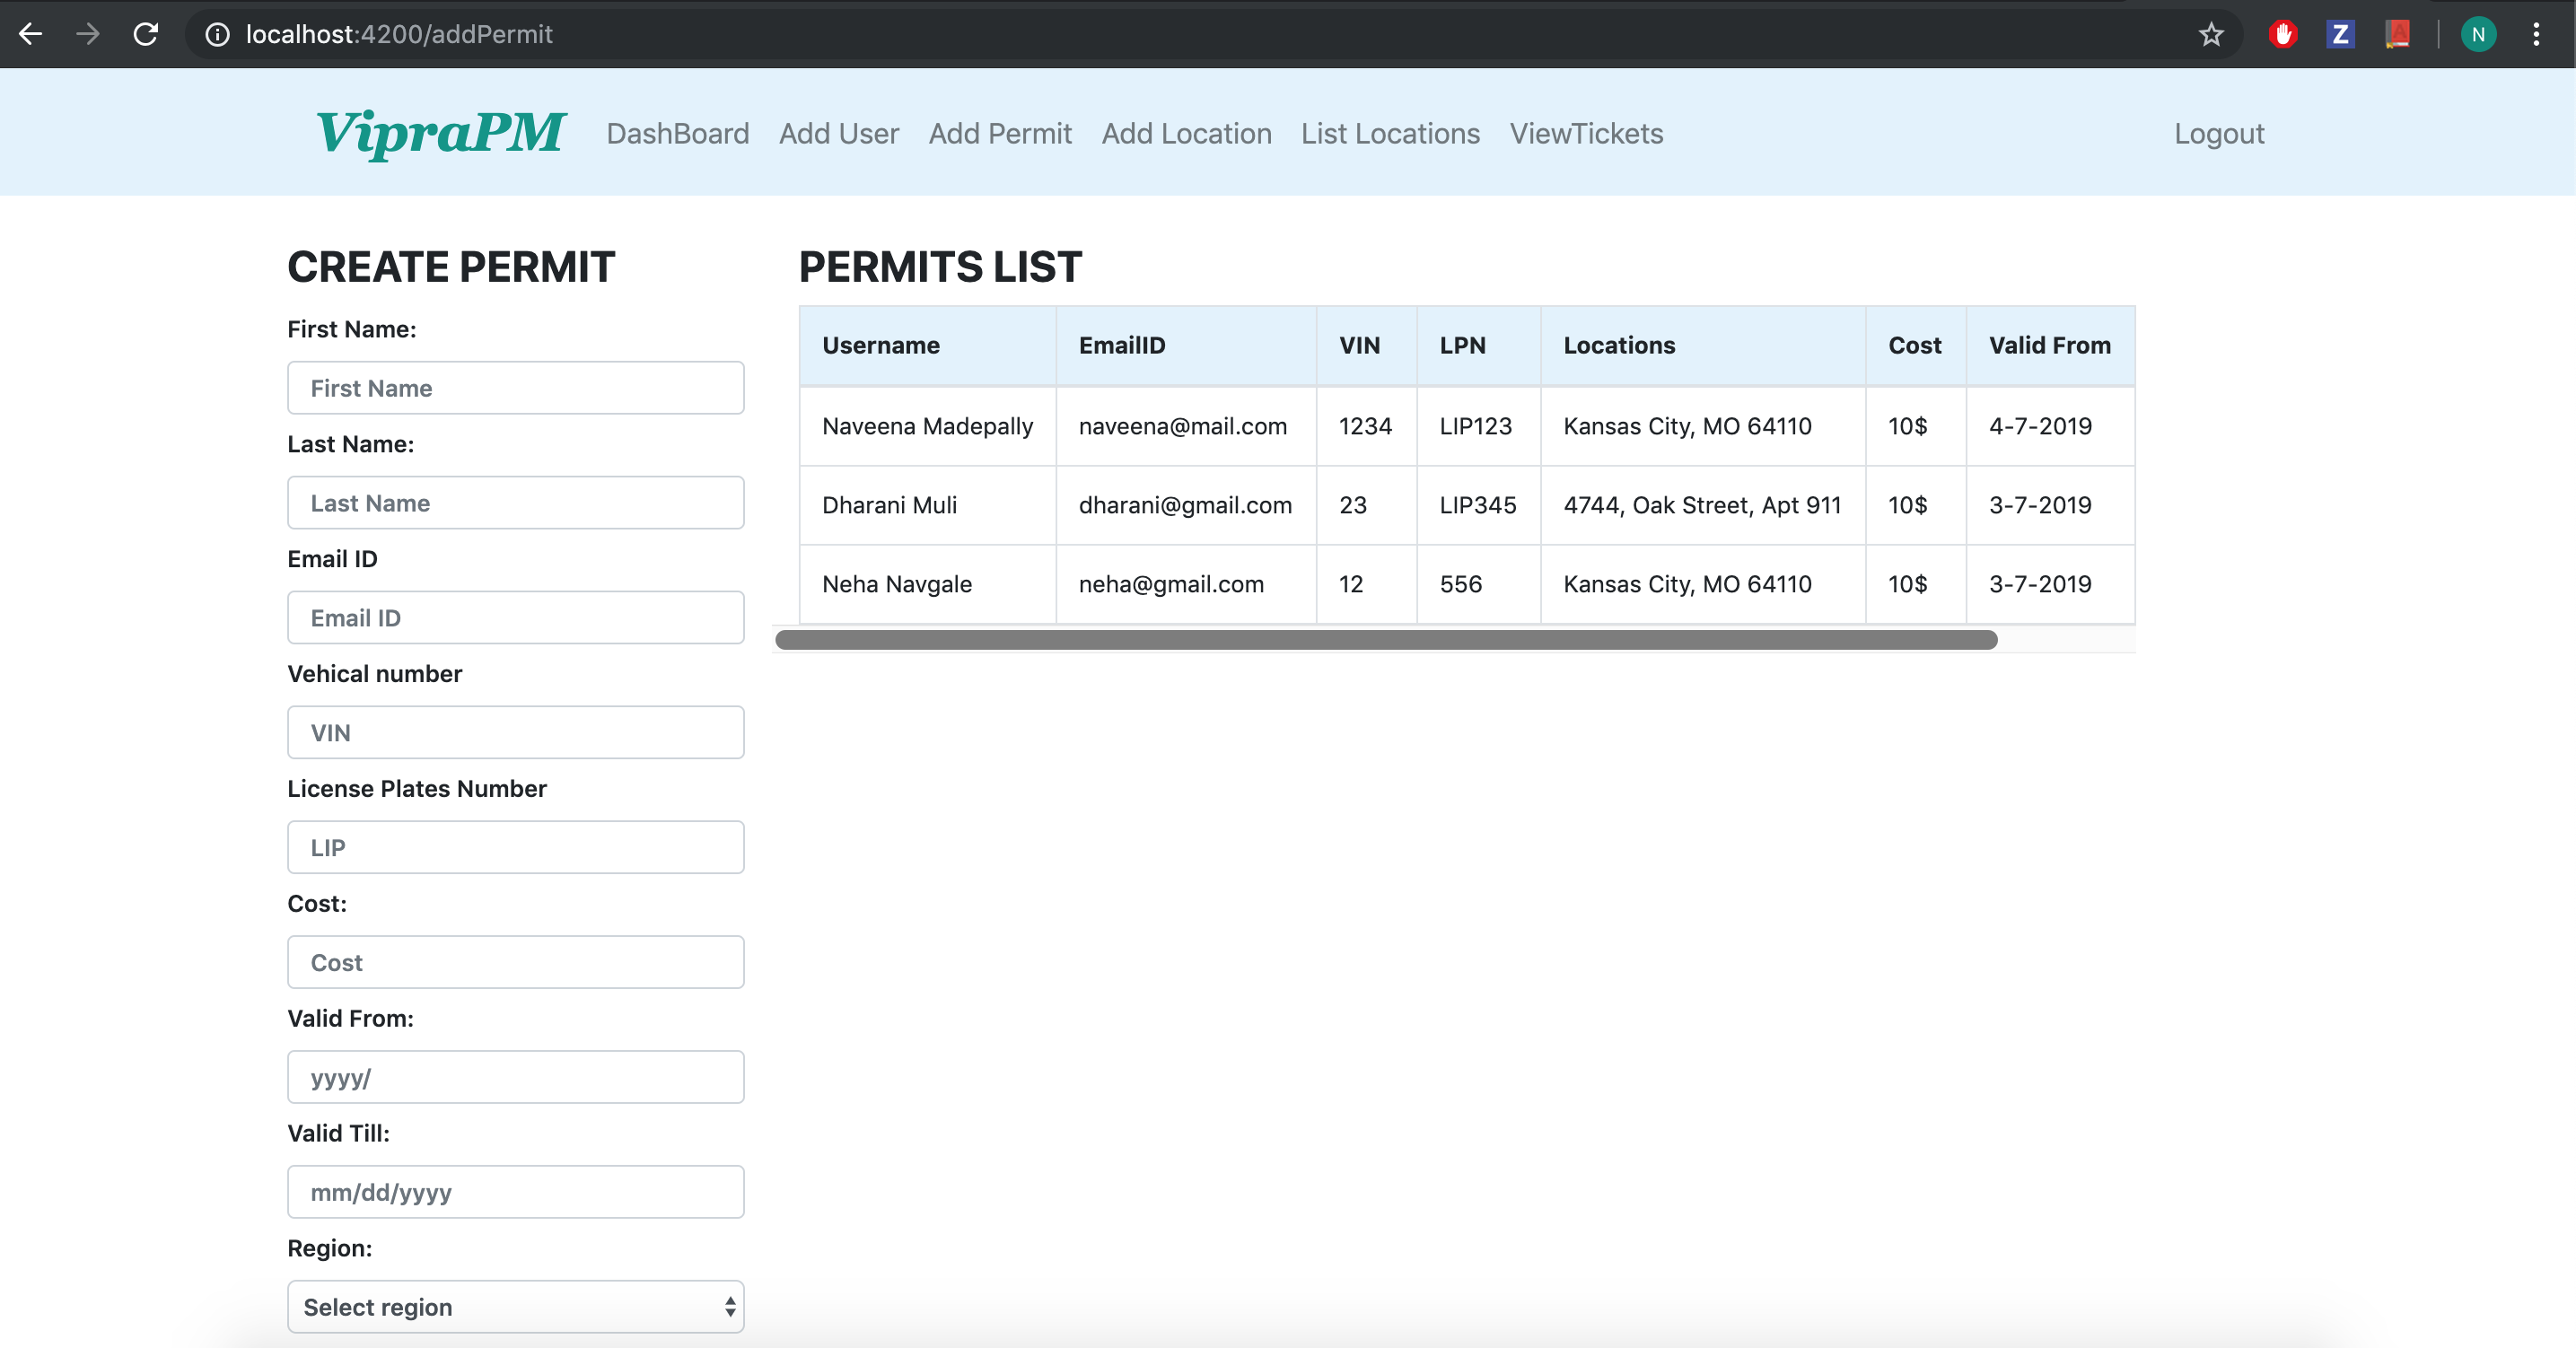 localhost:4200/addPermit
N
VipraPM DashBoard Add User Add Permit Add Location List Locations ViewTickets Logout
CREATE PERMIT
First Name:
First Name
Last Name:
Last Name
Email ID
Email ID
Vehical number
VIN
License Plates Number
LIP
Cost:
Cost
Valid From:
yyyy/
Valid Till:
mm/dd/yyyy
Region:
Select region
PERMITS LIST
Username EmailID VIN LPN Locations Cost Valid From
Naveena Madepally naveena@mail.com 1234 LIP123 Kansas City, MO 64110 10$ 4-7-2019
Dharani Muli dharani@gmail.com 23 LIP345 4744, Oak Street, Apt 911 10$ 3-7-2019
Neha Navgale neha@gmail.com 12 556 Kansas City, MO 64110 10$ 3-7-2019